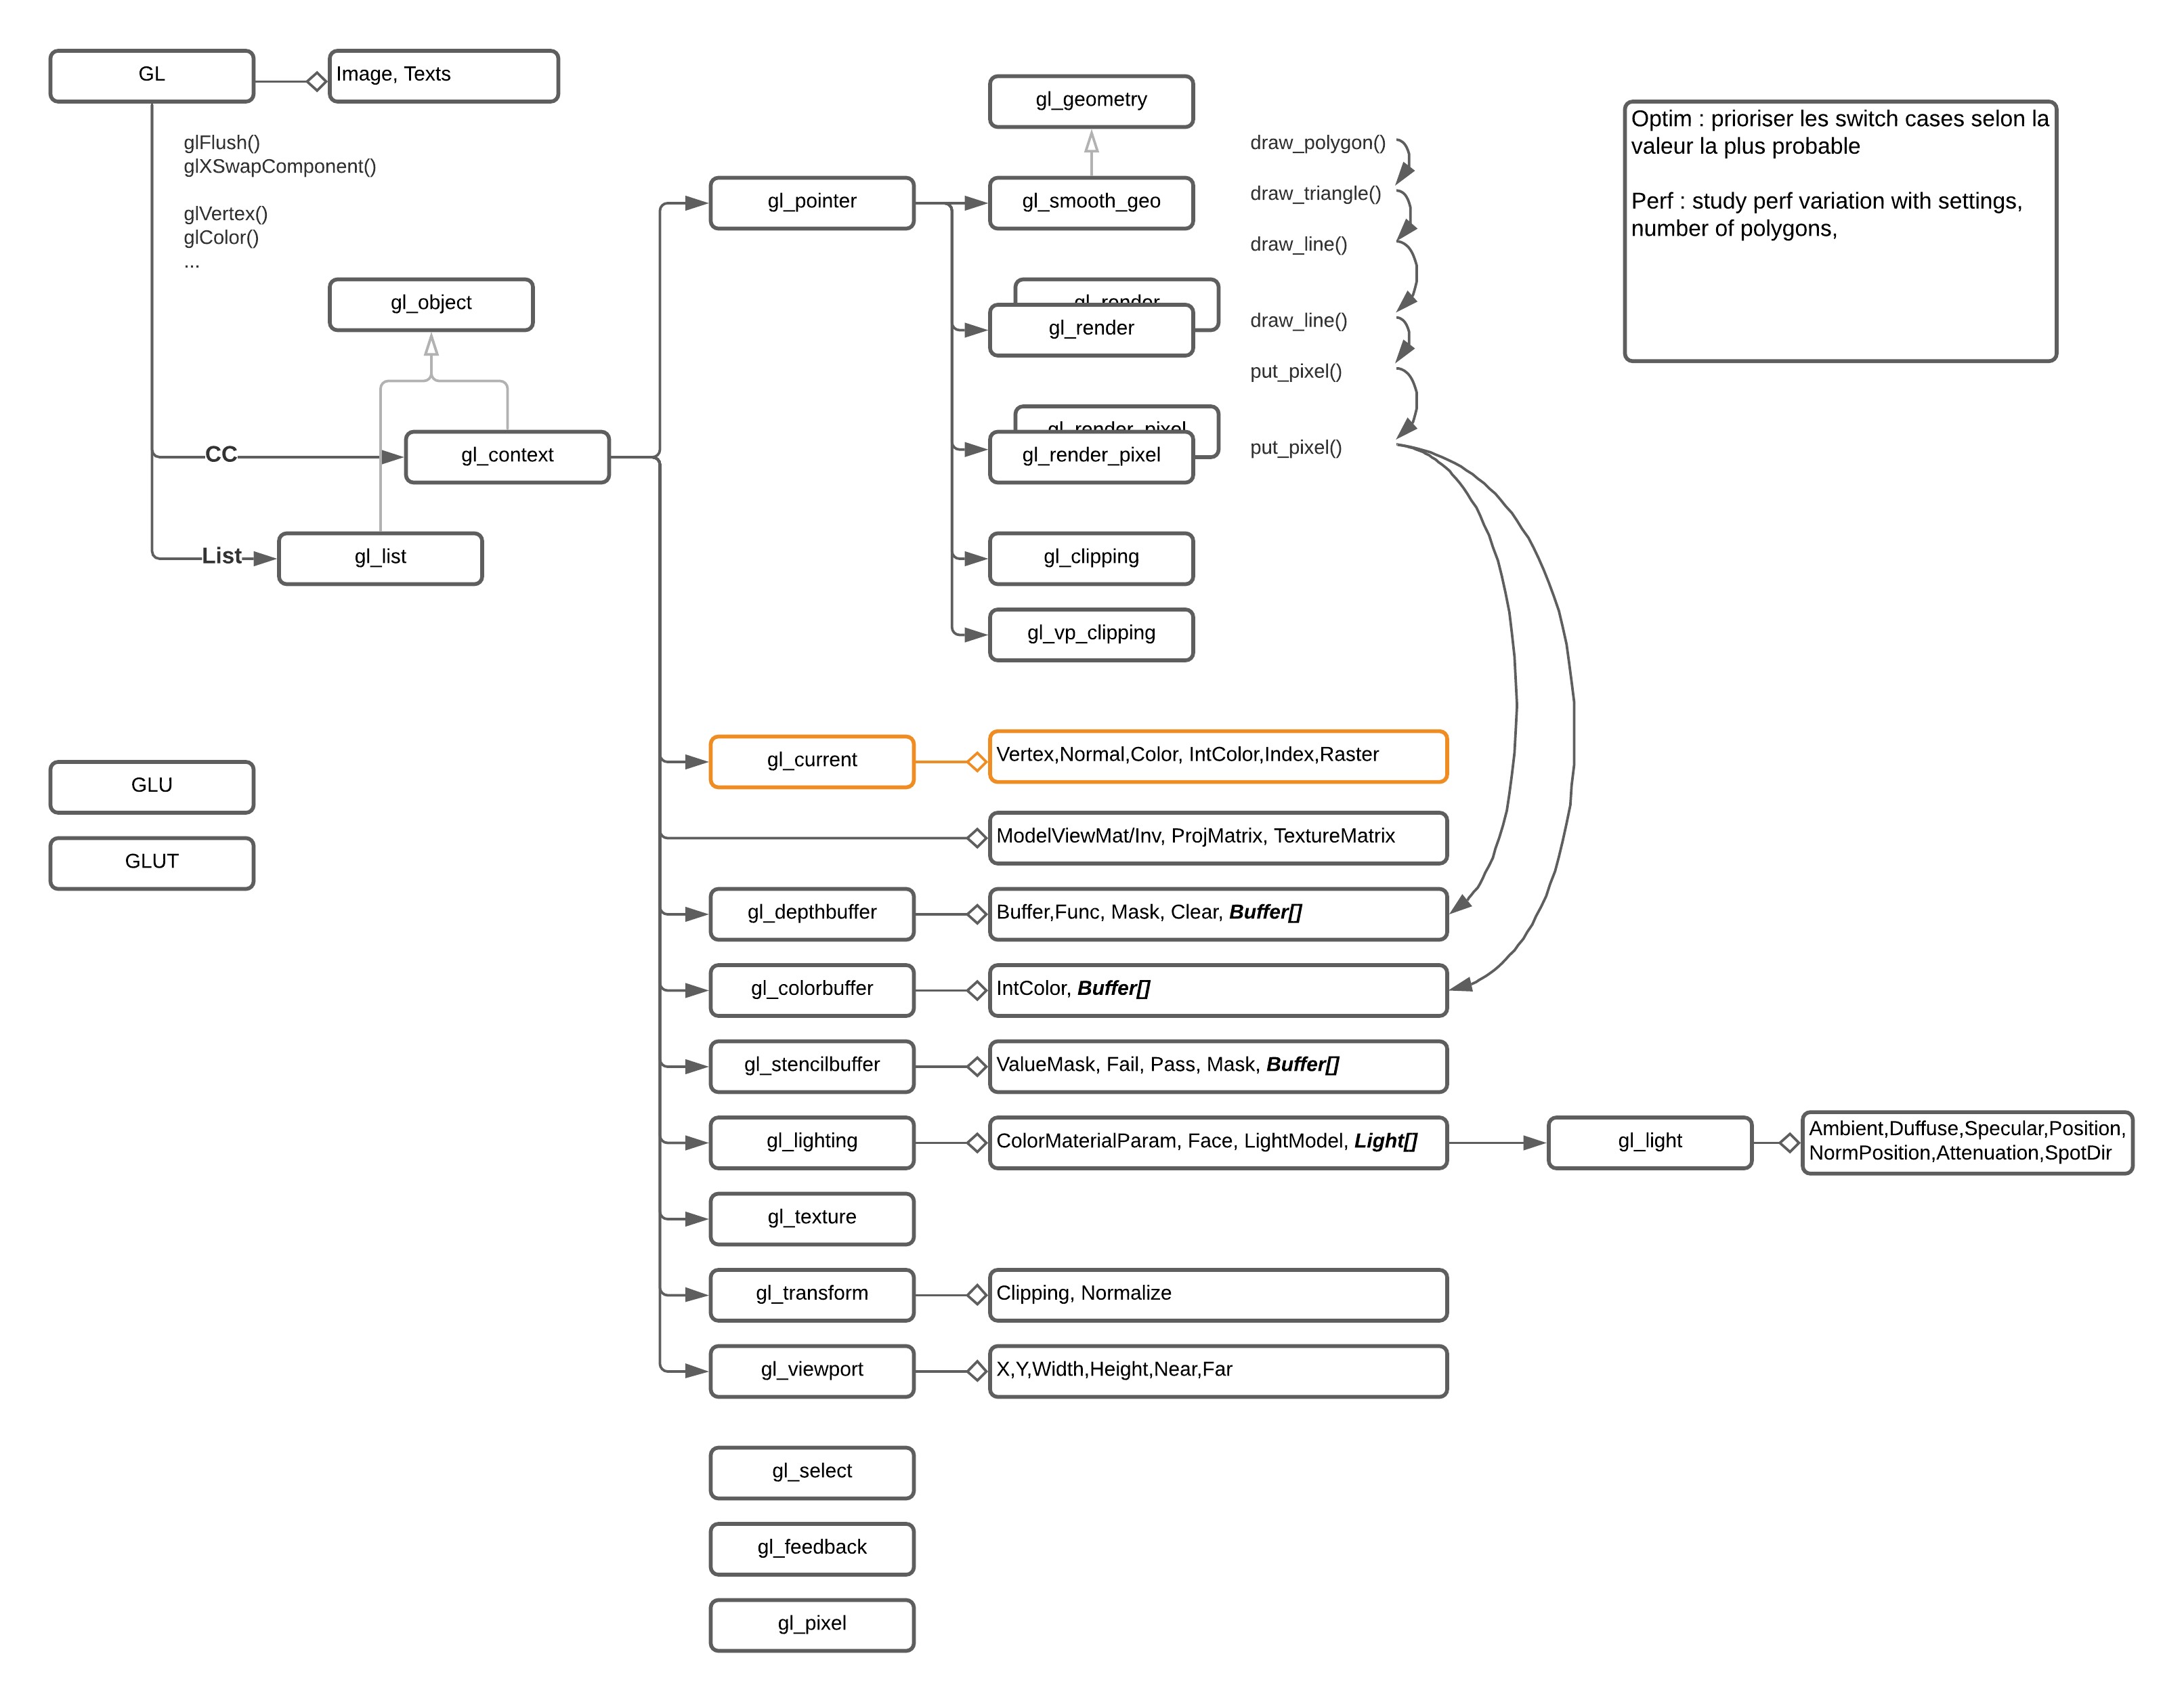 GL
Image, Texts
glFlush()
glXSwapComponent()
glVertex()
glColor()
...
gl_object
CC
gl_context
List
gl_list
GLU
GLUT
gl_pointer
gl_geometry
gl_smooth_geo
gl_render
gl_render
gl_render_pixel
gl_render_pixel
gl_clipping
gl_vp_clipping
draw_polygon()
draw_triangle()
draw_line()
draw_line()
put_pixel()
put_pixel()
Optim : prioriser les switch cases selon la
valeur la plus probable
Perf : study perf variation with settings,
number of polygons,
gl_current
Vertex,Normal,Color, IntColor,Index,Raster
ModelViewMat/Inv, ProjMatrix, TextureMatrix
gl_depthbuffer
Buffer,Func, Mask, Clear, Buffer[]
gl_colorbuffer
IntColor, Buffer[]
gl_stencilbuffer
ValueMask, Fail, Pass, Mask, Buffer[]
gl_lighting
ColorMaterialParam, Face, LightModel, Light[]
gl_light
Ambient,Duffuse,Specular,Position,
NormPosition,Attenuation,SpotDir
gl_texture
gl_transform
Clipping, Normalize
gl_viewport
X,Y,Width,Height,Near,Far
gl_select
gl_feedback
gl_pixel